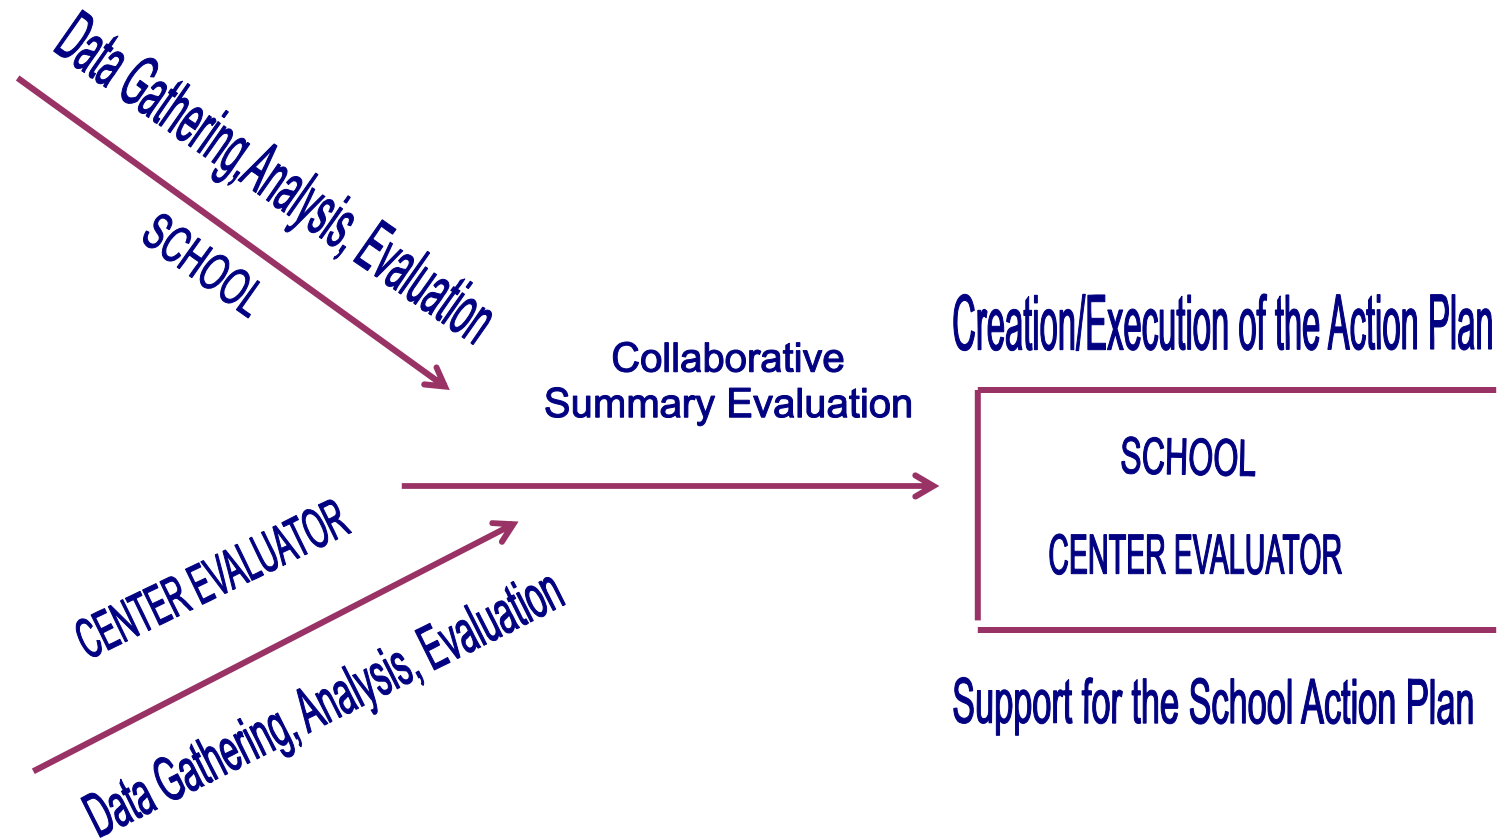 Data Gathering,Analysis, Evaluation
SCHOOL
Collaborative
Summary Evaluation
CENTER EVALUATOR
Data Gathering, Analysis, Evaluation
Creation/Execution of the Action Plan
SCHOOL
CENTER EVALUATOR
Support for the School Action Plan